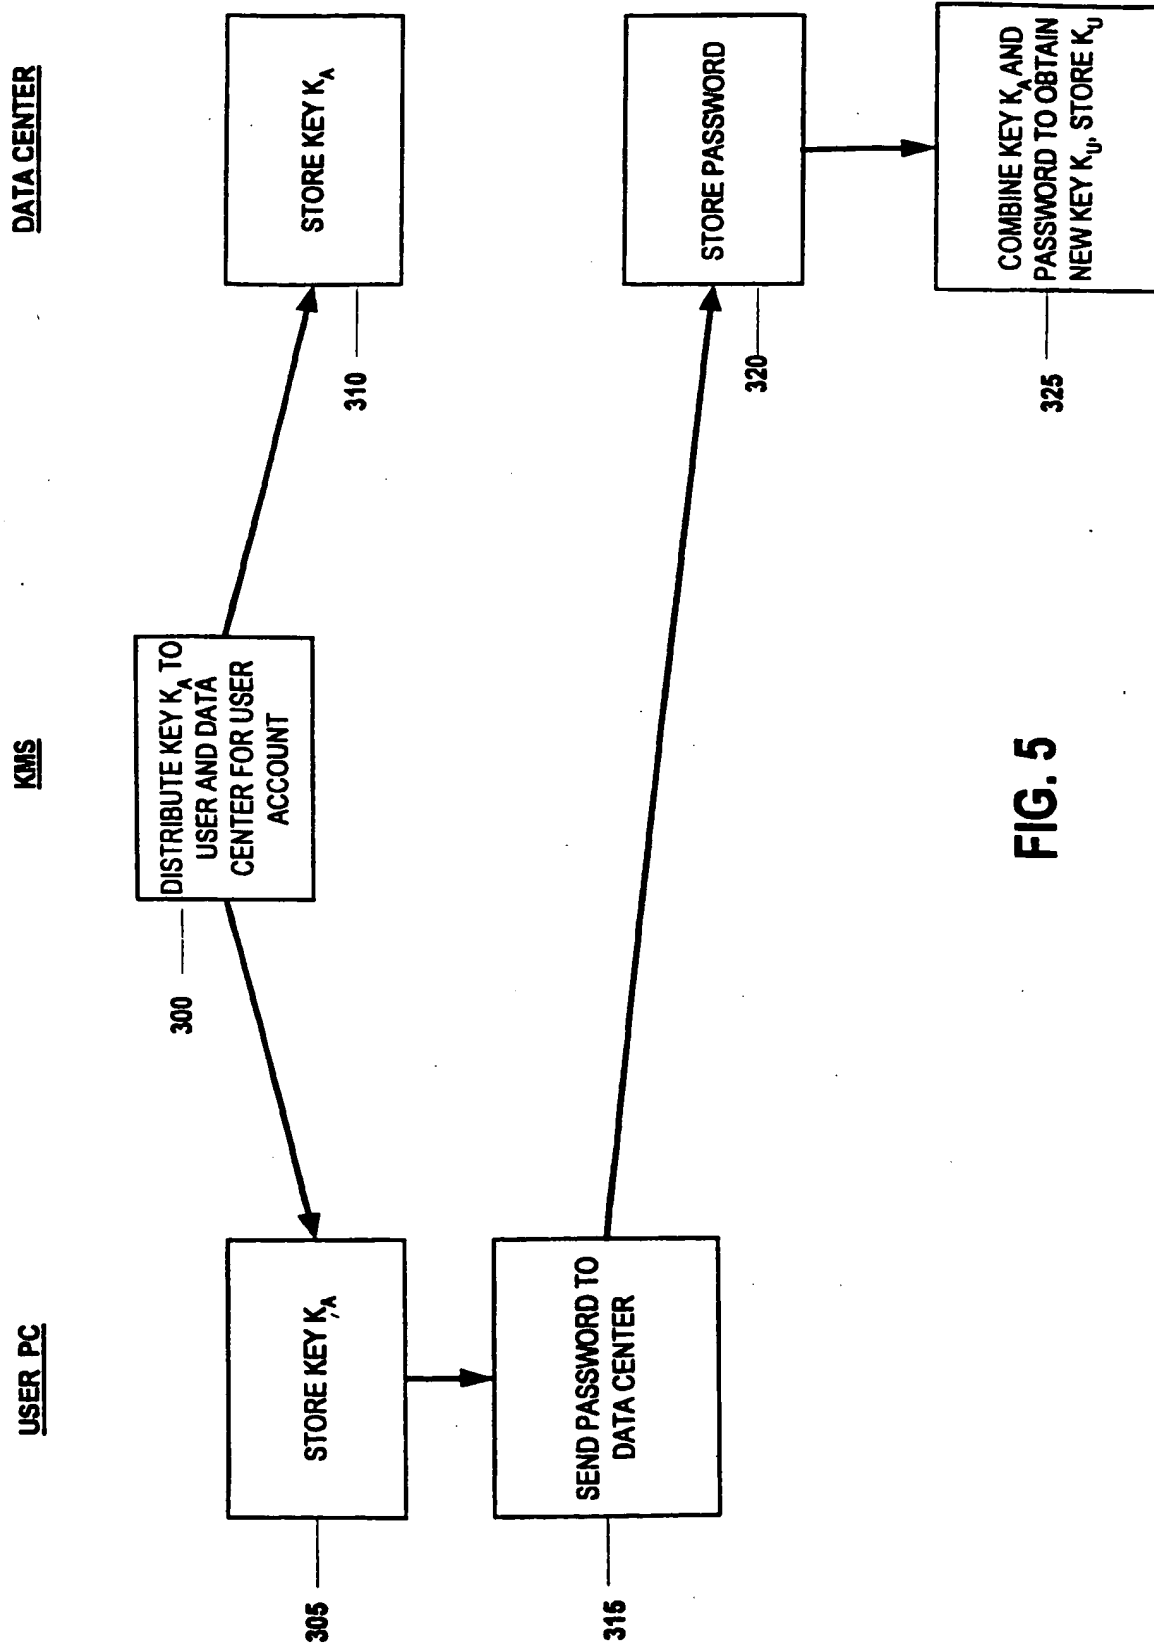 USER PC
KMS
DATA CENTER
300
DISTRIBUTE KEY K_A TO
USER AND DATA
CENTER FOR USER
ACCOUNT
305
STORE KEY K_A
310
STORE KEY K_A
315
SEND PASSWORD TO
DATA CENTER
320
STORE PASSWORD
325
COMBINE KEY K_A AND
PASSWORD TO OBTAIN
NEW KEY K_U, STORE K_U
FIG. 5